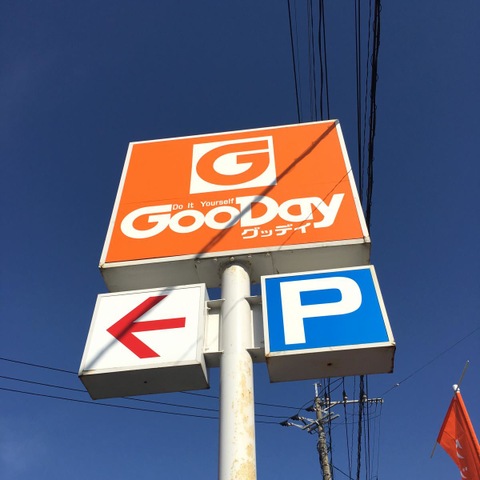 G
Do It Yourself
GooDay
グッデイ
P